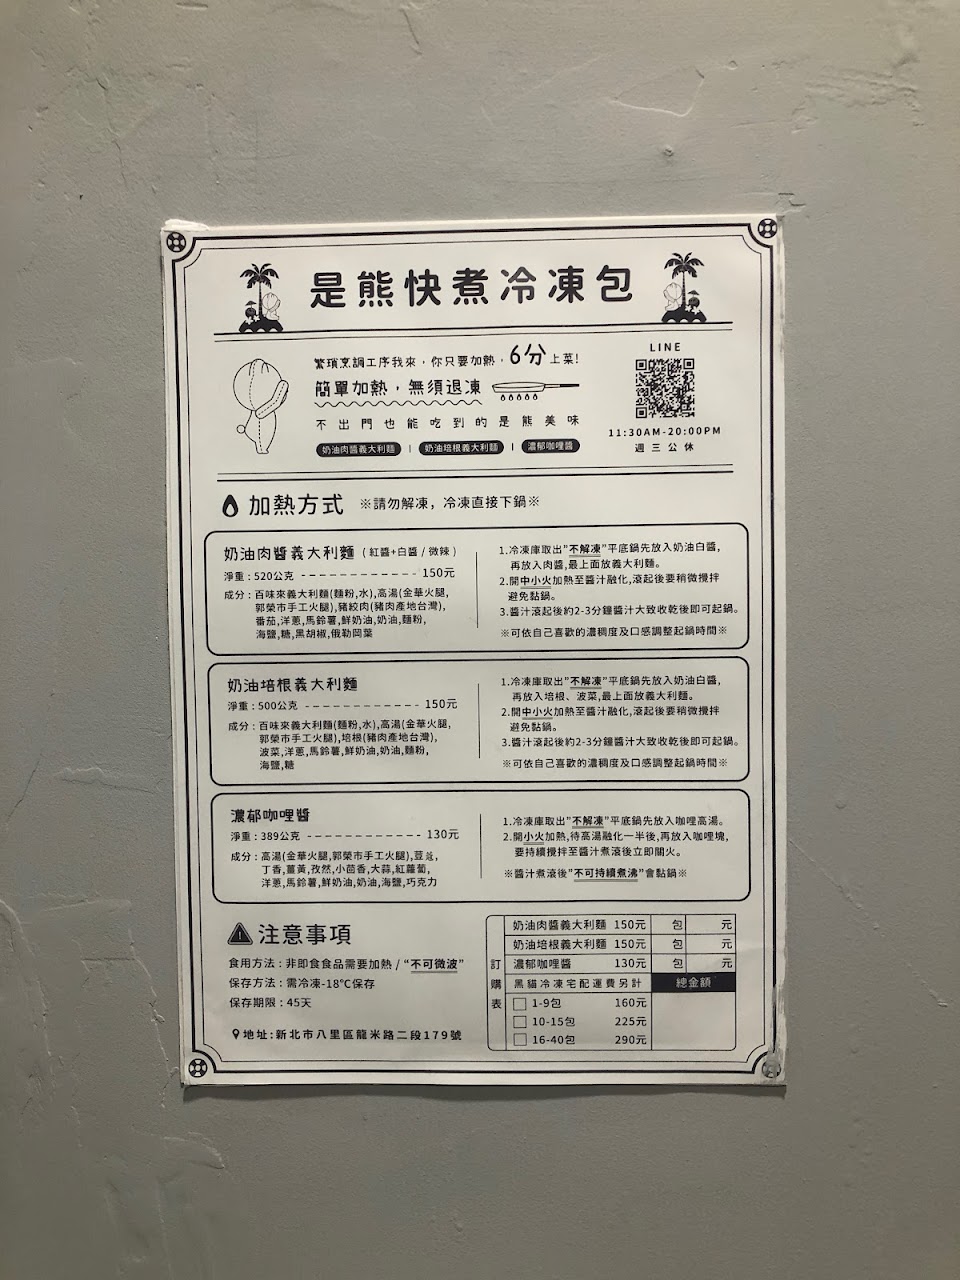 是熊快煮冷凍包
繁瑣烹調工序我來，你只要加熱，6分上菜!
簡單加熱，無須退凍
不出門也能吃到的是熊美味
奶油肉醬義大利麵 | 奶油培根義大利麵 | 濃郁咖哩醬
LINE
11:30AM-20:00PM
週三公休
加熱方式 ※請勿解凍，冷凍直接下鍋※
奶油肉醬義大利麵 (紅醬+白醬 / 微辣)
淨重 : 520公克 150元
成分 : 百味來義大利麵(麵粉,水),高湯(金華火腿,
郭榮市手工火腿),豬絞肉(豬肉產地台灣),
番茄,洋蔥,馬鈴薯,鮮奶油,奶油,麵粉,
海鹽,糖,黑胡椒,俄勒岡葉
1.冷凍庫取出"不解凍"平底鍋先放入奶油白醬,
再放入肉醬,最上面放義大利麵。
2.開中小火加熱至醬汁融化,滾起後要稍微攪拌
避免黏鍋。
3.醬汁滾起後約2-3分鐘醬汁大致收乾後即可起鍋。
※可依自己喜歡的濃稠度及口感調整起鍋時間※
奶油培根義大利麵
淨重 : 500公克 150元
成分 : 百味來義大利麵(麵粉,水),高湯(金華火腿,
郭榮市手工火腿),培根(豬肉產地台灣),
菠菜,洋蔥,馬鈴薯,鮮奶油,奶油,麵粉,
海鹽,糖
1.冷凍庫取出"不解凍"平底鍋先放入奶油白醬,
再放入培根、菠菜,最上面放義大利麵。
2.開中小火加熱至醬汁融化,滾起後要稍微攪拌
避免黏鍋。
3.醬汁滾起後約2-3分鐘醬汁大致收乾後即可起鍋。
※可依自己喜歡的濃稠度及口感調整起鍋時間※
濃郁咖哩醬
淨重 : 389公克 130元
成分 : 高湯(金華火腿,郭榮市手工火腿),荳蔻,
丁香,薑黃,孜然,小茴香,大蒜,紅蘿蔔,
洋蔥,馬鈴薯,鮮奶油,奶油,海鹽,巧克力
1.冷凍庫取出"不解凍"平底鍋先放入咖哩高湯。
2.開小火加熱,待高湯融化一半後,再放入咖哩塊,
要持續攪拌至醬汁煮滾後立即關火。
※醬汁煮滾後"不可持續煮沸"會黏鍋※
注意事項
食用方法 : 非即食食品需要加熱 / "不可微波"
保存方法 : 需冷凍-18°C保存
保存期限 : 45天
地址:新北市八里區龍米路二段179號
訂購表
奶油肉醬義大利麵 150元 包 元
奶油培根義大利麵 150元 包 元
濃郁咖哩醬 130元 包 元
黑貓冷凍宅配運費另計 總金額
1-9包 160元
10-15包 225元
16-40包 290元